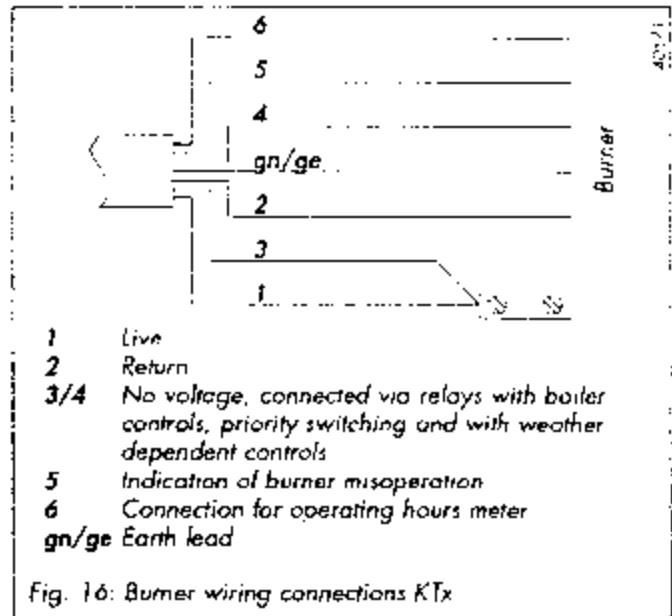 6
5
4
gn/ge
2
3
1
Burner
1 Live
2 Return
3/4 No voltage, connected via relays with boiler
controls, priority switching and with weather
dependent controls
5 Indication of burner misoperation
6 Connection for operating hours meter
gn/ge Earth lead
Fig. 16: Burner wiring connections KTx